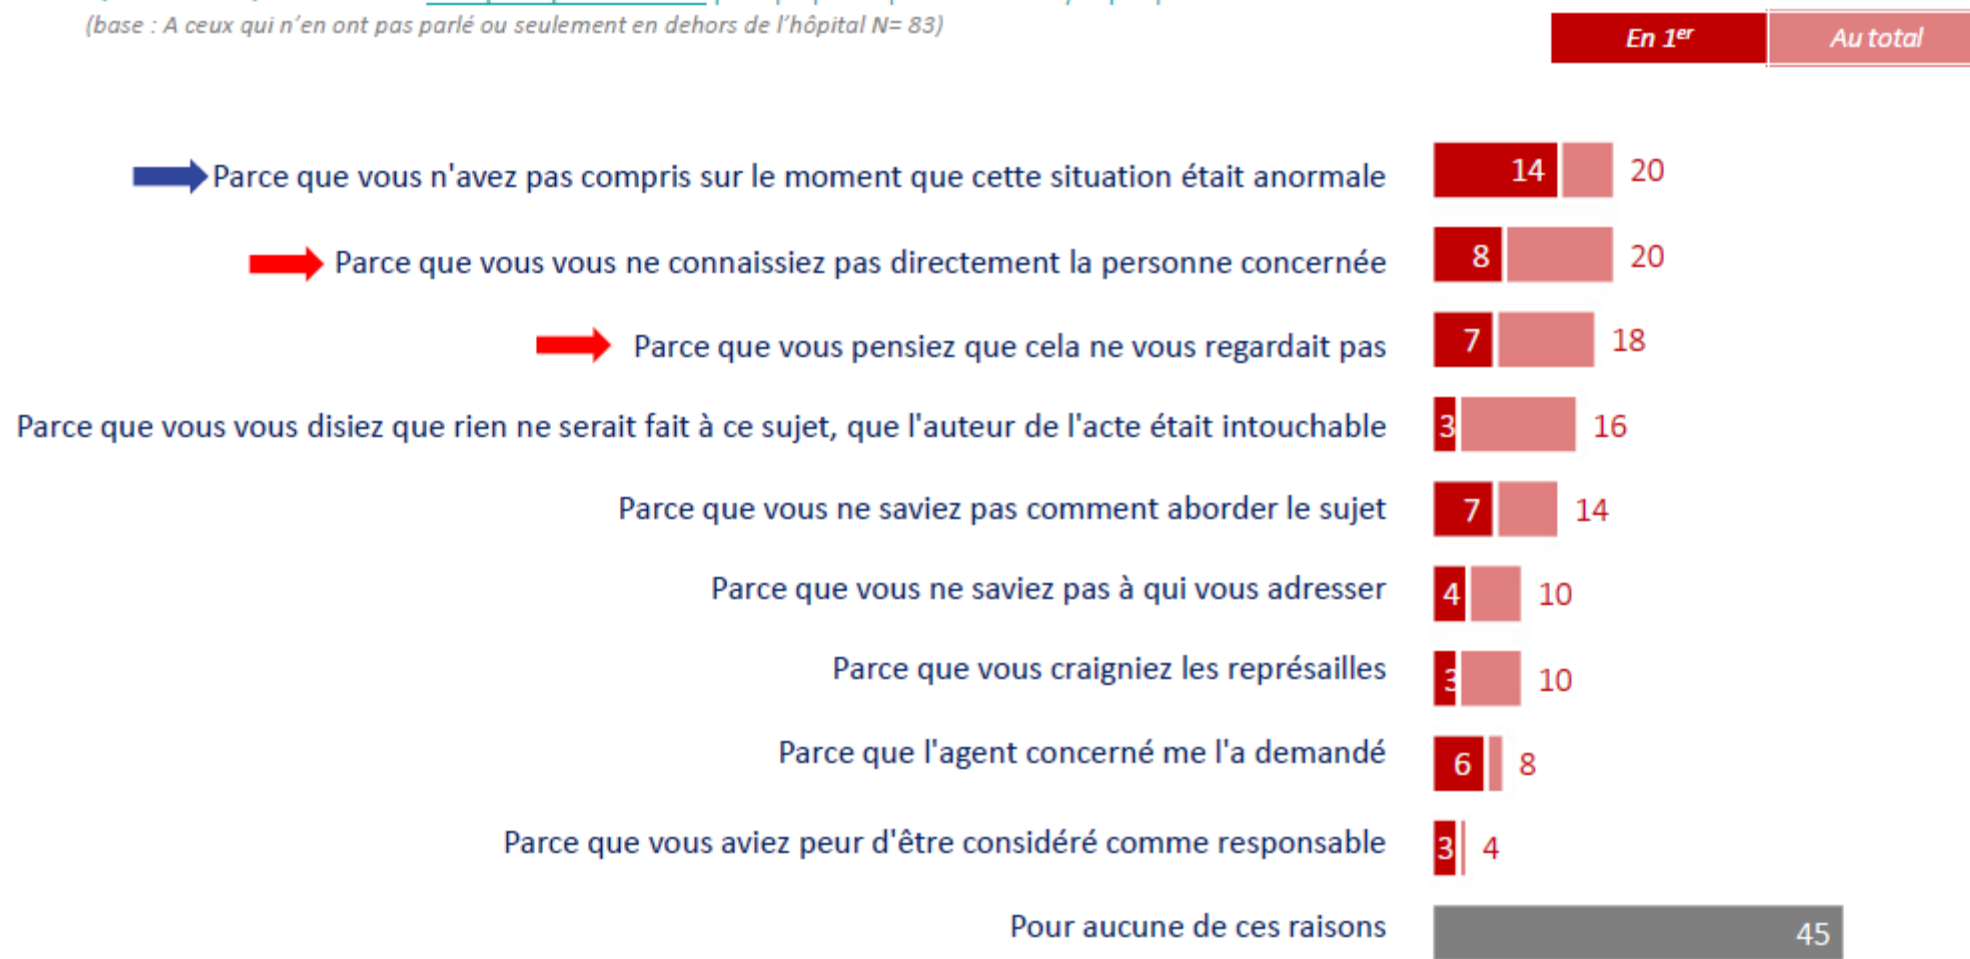 (base : A ceux qui n’en ont pas parlé ou seulement en dehors de l’hôpital N= 83)
En 1er Au total
Parce que vous n'avez pas compris sur le moment que cette situation était anormale 14 20
Parce que vous vous ne connaissiez pas directement la personne concernée 8 20
Parce que vous pensiez que cela ne vous regardait pas 7 18
Parce que vous vous disiez que rien ne serait fait à ce sujet, que l'auteur de l'acte était intouchable 3 16
Parce que vous ne saviez pas comment aborder le sujet 7 14
Parce que vous ne saviez pas à qui vous adresser 4 10
Parce que vous craigniez les représailles 3 10
Parce que l'agent concerné me l'a demandé 6 8
Parce que vous aviez peur d'être considéré comme responsable 3 4
Pour aucune de ces raisons 45